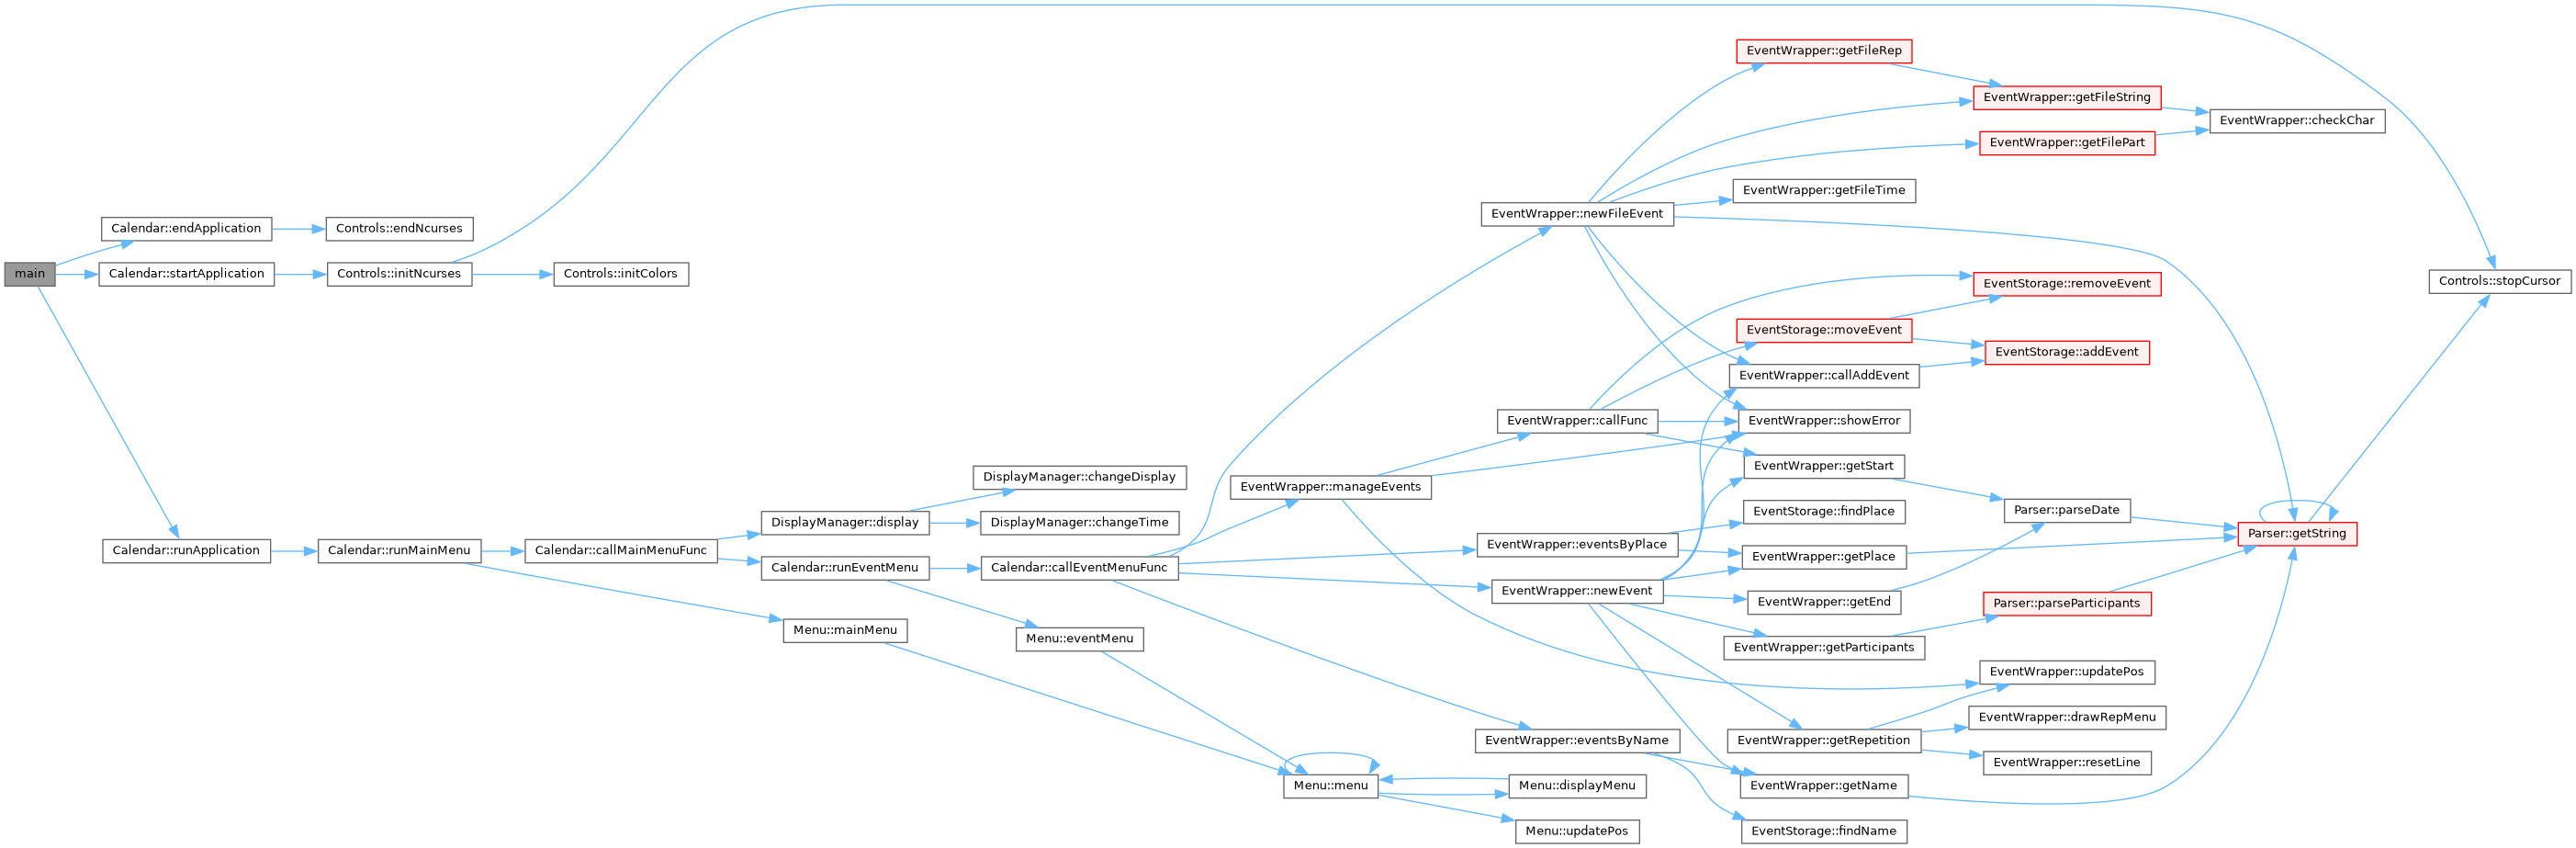 main
Calendar::endApplication
Calendar::startApplication
Calendar::runApplication
Controls::endNcurses
Controls::initNcurses
Calendar::runMainMenu
Controls::initColors
Calendar::callMainMenuFunc
DisplayManager::display
Calendar::runEventMenu
Menu::mainMenu
DisplayManager::changeDisplay
DisplayManager::changeTime
Calendar::callEventMenuFunc
Menu::eventMenu
EventWrapper::manageEvents
Menu::menu
EventWrapper::newFileEvent
EventWrapper::callFunc
EventWrapper::eventsByPlace
EventWrapper::newEvent
EventWrapper::eventsByName
Menu::displayMenu
Menu::updatePos
EventWrapper::getFileRep
EventWrapper::getFileTime
EventStorage::moveEvent
EventWrapper::callAddEvent
EventWrapper::showError
EventWrapper::getStart
EventStorage::findPlace
EventWrapper::getPlace
EventWrapper::getEnd
EventWrapper::getParticipants
EventWrapper::getRepetition
EventWrapper::getName
EventStorage::findName
EventWrapper::getFileString
EventWrapper::getFilePart
EventStorage::removeEvent
EventStorage::addEvent
Parser::parseDate
Parser::parseParticipants
EventWrapper::updatePos
EventWrapper::drawRepMenu
EventWrapper::resetLine
EventWrapper::checkChar
Parser::getString
Controls::stopCursor